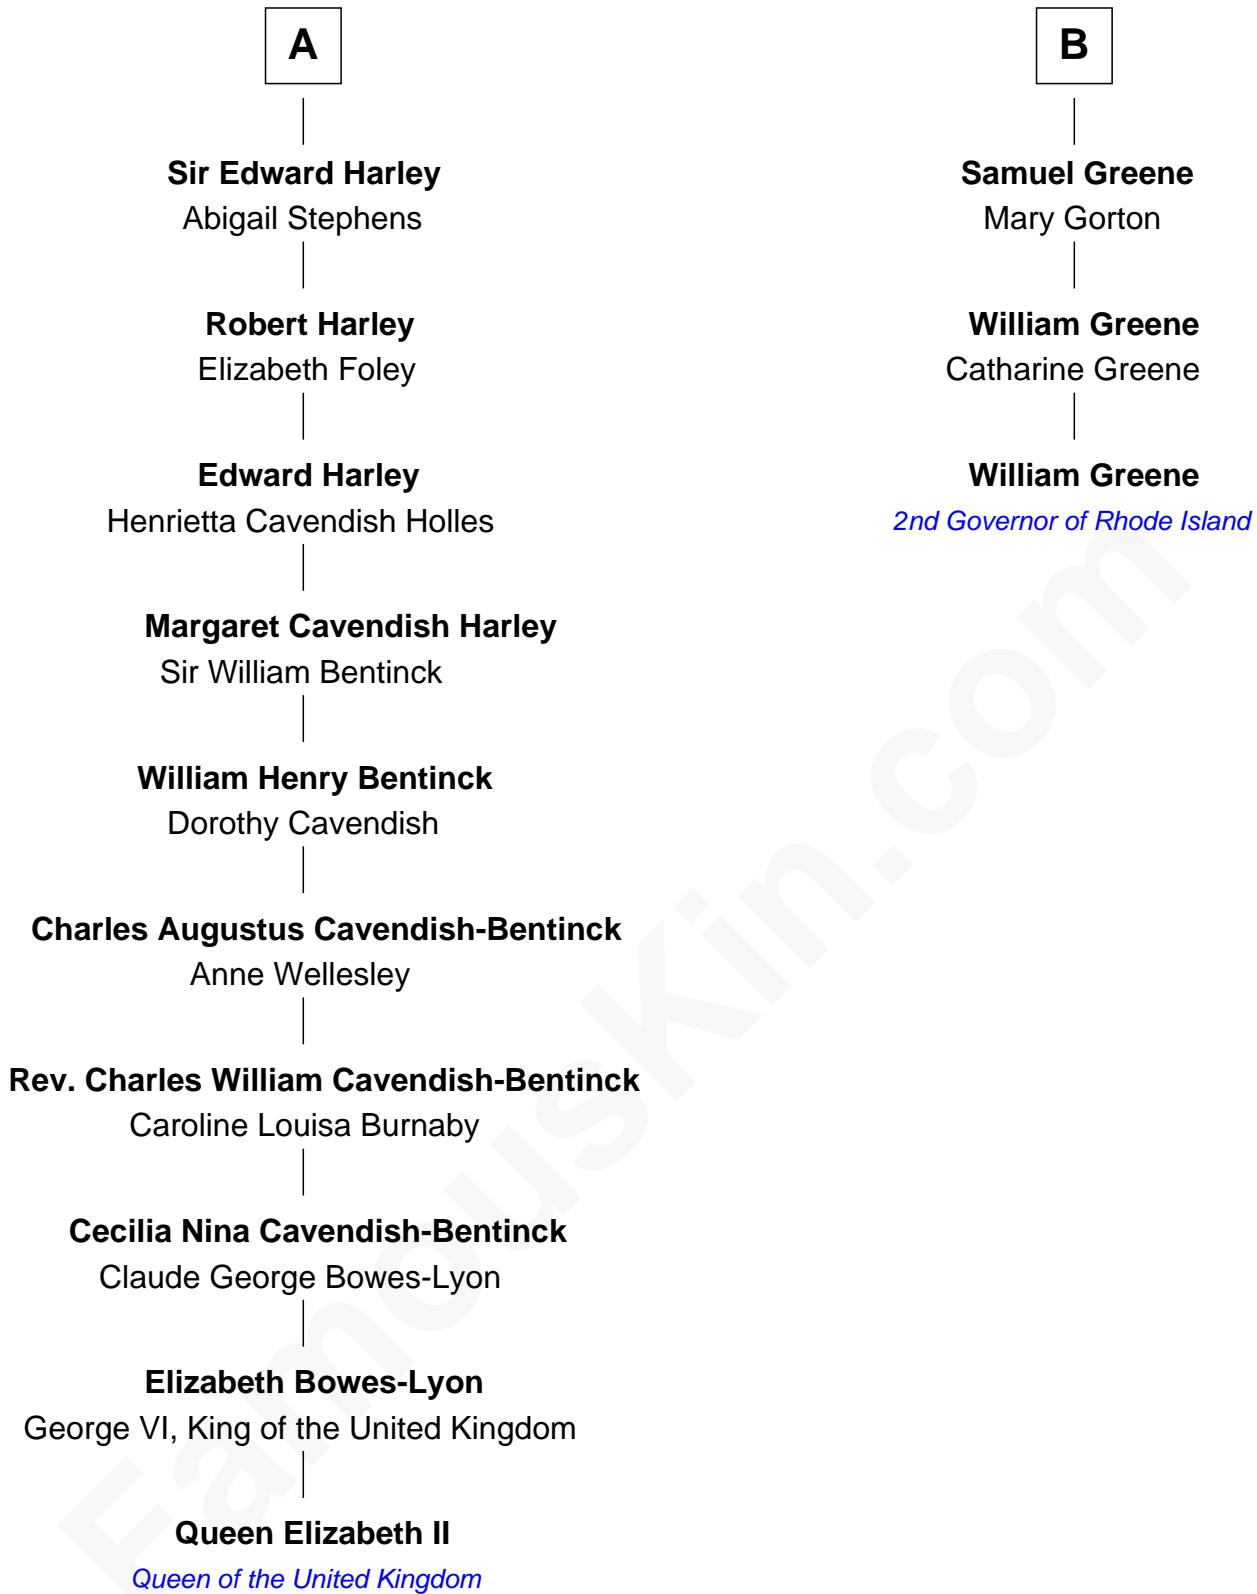 A
Sir Edward Harley
Abigail Stephens
Robert Harley
Elizabeth Foley
Edward Harley
Henrietta Cavendish Holles
Margaret Cavendish Harley
Sir William Bentinck
William Henry Bentinck
Dorothy Cavendish
Charles Augustus Cavendish-Bentinck
Anne Wellesley
Rev. Charles William Cavendish-Bentinck
Caroline Louisa Burnaby
Cecilia Nina Cavendish-Bentinck
Claude George Bowes-Lyon
Elizabeth Bowes-Lyon
George VI, King of the United Kingdom
Queen Elizabeth II
Queen of the United Kingdom
B
Samuel Greene
Mary Gorton
William Greene
Catharine Greene
William Greene
2nd Governor of Rhode Island
FamousKin.com